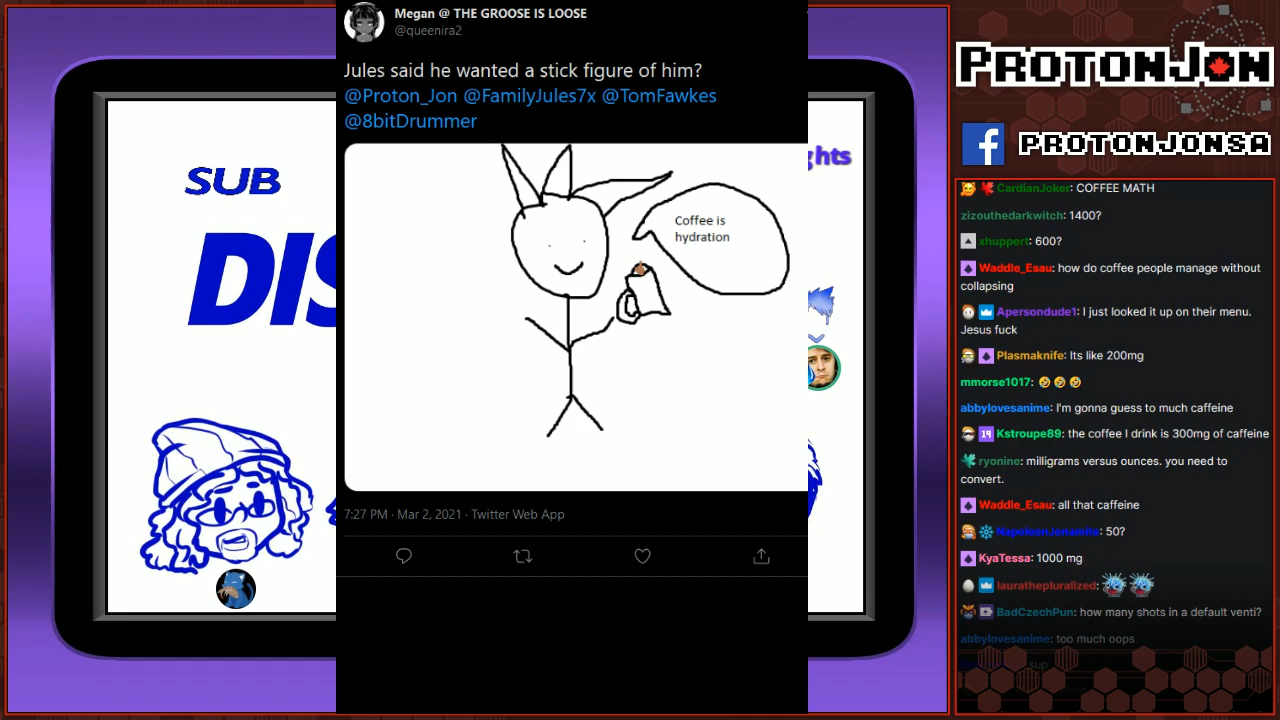 Megan @ THE GROOSE IS LOOSE
@queenira2
Jules said he wanted a stick figure of him?
@Proton_Jon @FamilyJules7x @TomFawkes
@8bitDrummer
Coffee is
hydration
7:27 PM · Mar 2, 2021 · Twitter Web App
SUB
DIS
ghts
PROTONJON
PROTONJONSA
CardianJoker: COFFEE MATH
zizouthedarkwitch: 1400?
xhuppert: 600?
Waddle_Esau: how do coffee people manage without
collapsing
Apersondude1: I just looked it up on their menu.
Jesus fuck
Plasmaknife: Its like 200mg
mmorse1017: 🤣 🤣 🤣
abbylovesanime: I'm gonna guess to much caffeine
19 Kstroupe89: the coffee I drink is 300mg of caffeine
ryonine: milligrams versus ounces. you need to
convert.
Waddle_Esau: all that caffeine
NapoleonJonamite: 50?
KyaTessa: 1000 mg
laurathepluralized:
BadCzechPun: how many shots in a default venti?
abbylovesanime: too much oops
sup